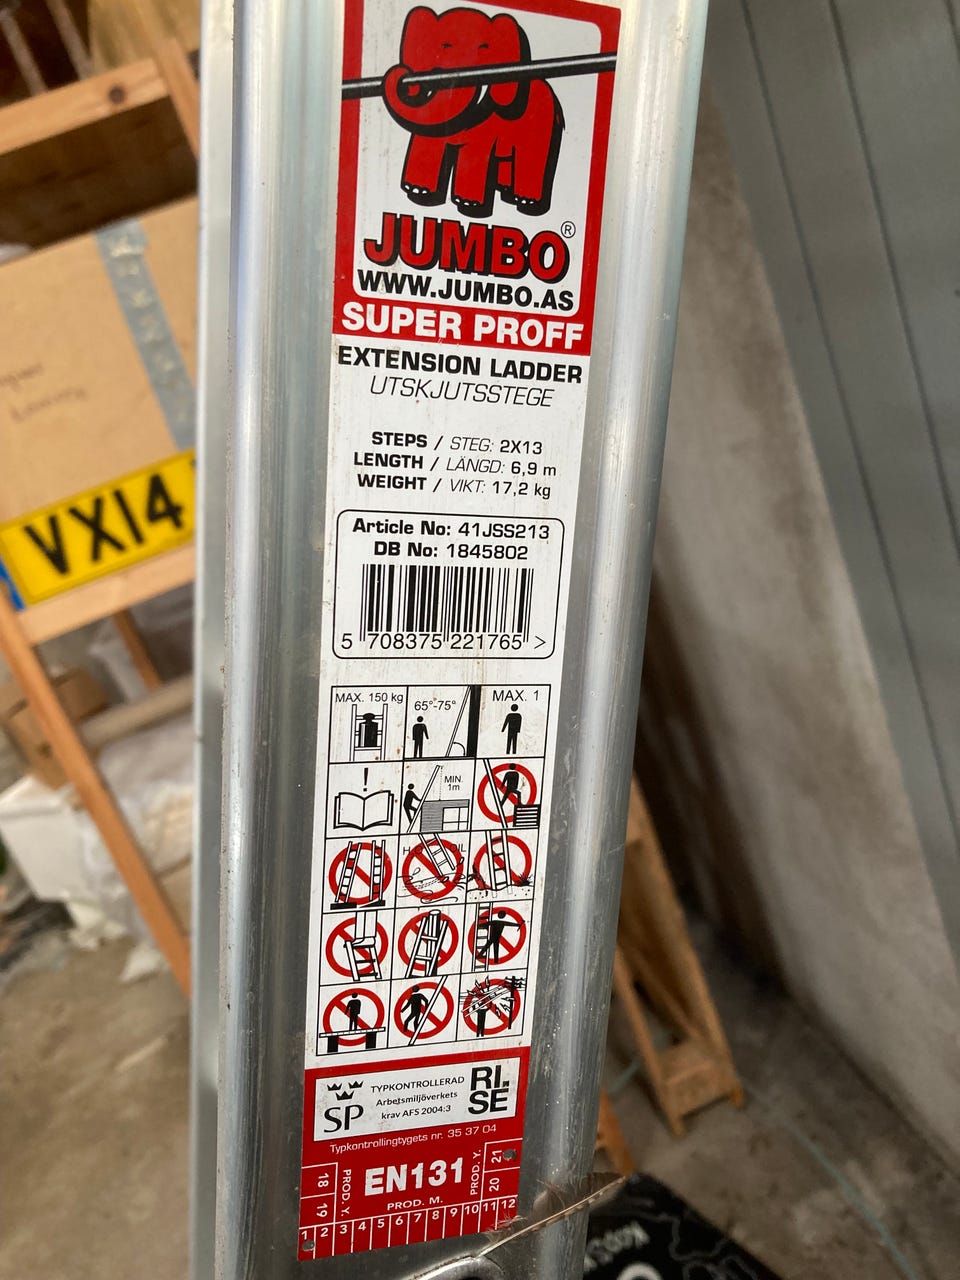 JUMBO®
WWW.JUMBO.AS
SUPER PROFF
EXTENSION LADDER
UTSKJUTSSTEGE
STEPS / STEG: 2X13
LENGTH / LÄNGD: 6,9 m
WEIGHT / VIKT: 17,2 kg
Article No: 41JSS213
DB No: 1845802
5 708375 221765 >
MAX. 150 kg
65°-75°
MAX. 1
!
MIN.
1m
OIL
SP
TYPKONTROLLERAD
Arbetsmiljöverkets
krav AFS 2004:3
RI.
SE
Typkontrollintygets nr. 35 37 04
18 19
PROD. Y.
EN131
PROD. Y.
20 21
PROD. M.
1 2 3 4 5 6 7 8 9 10 11 12
VX14